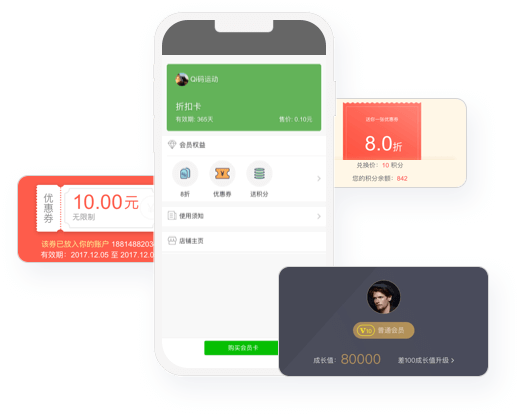 Qi码运动
折扣卡
有效期: 365天
售价: 0.10元
会员权益
8折
优惠券
送积分
使用须知
店铺主页
购买会员卡
8.0折
兑换价: 10 积分
您的积分余额: 842
优惠券
10.00元
无限制
该券已放入你的账户
有效期: 2017.12.05 至 2017.12.0
V10
普通会员
成长值: 80000
差100成长值升级